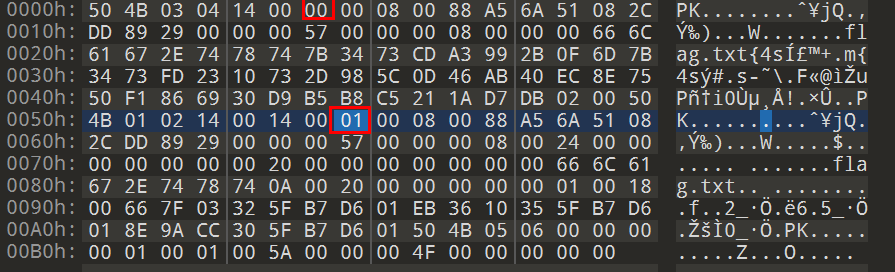 0000h: 50 4B 03 04 14 00 00 00 08 00 88 A5 6A 51 08 2C PK........ˆ¥jQ.,
0010h: DD 89 29 00 00 00 57 00 00 00 08 00 00 00 66 6C Ý‰)...W.......fl
0020h: 61 67 2E 74 78 74 7B 34 73 CD A3 99 2B 0F 6D 7B ag.txt{4sÍ£™+.m{
0030h: 34 73 FD 23 10 73 2D 98 5C 0D 46 AB 40 EC 8E 75 4sý#.s-˜\.F«@ìŽu
0040h: 50 F1 86 69 30 D9 B5 B8 C5 21 1A D7 DB 02 00 50 Pñ†i0Ùµ¸Å!.×Û..P
0050h: 4B 01 02 14 00 14 00 01 00 08 00 88 A5 6A 51 08 K..........ˆ¥jQ.
0060h: 2C DD 89 29 00 00 00 57 00 00 00 08 00 24 00 00 ,Ý‰)...W.....$..
0070h: 00 00 00 00 00 20 00 00 00 00 00 00 00 66 6C 61 ..... .......fla
0080h: 67 2E 74 78 74 0A 00 20 00 00 00 00 00 01 00 18 g.txt.. ........
0090h: 00 66 7F 03 32 5F B7 D6 01 EB 36 10 35 5F B7 D6 .f..2_·Ö.ë6.5_·Ö
00A0h: 01 8E 9A CC 30 5F B7 D6 01 50 4B 05 06 00 00 00 .ŽšÌ0_·Ö.PK.....
00B0h: 00 01 00 01 00 5A 00 00 00 4F 00 00 00 00 00 .....Z...O.....